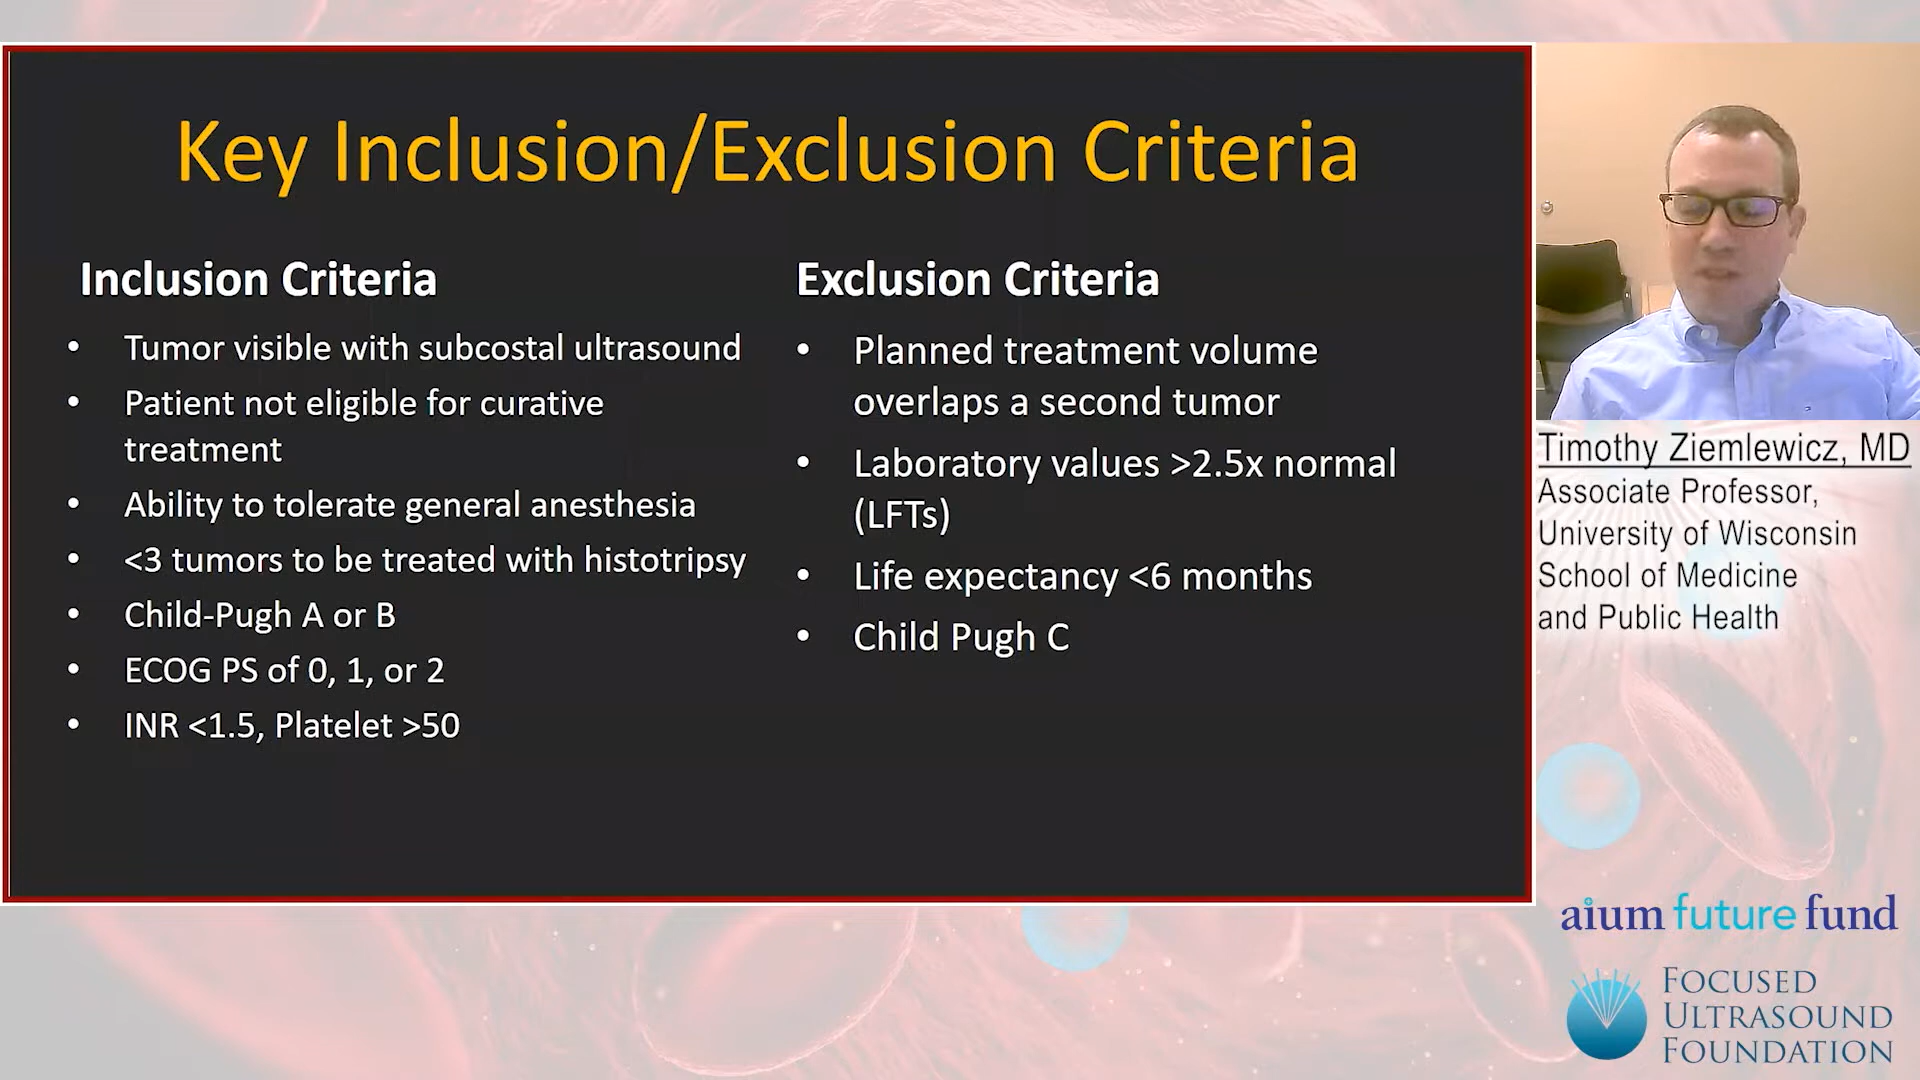 Key Inclusion/Exclusion Criteria
Inclusion Criteria
• Tumor visible with subcostal ultrasound
• Patient not eligible for curative
treatment
• Ability to tolerate general anesthesia
• <3 tumors to be treated with histotripsy
• Child-Pugh A or B
• ECOG PS of 0, 1, or 2
• INR <1.5, Platelet >50
Exclusion Criteria
• Planned treatment volume
overlaps a second tumor
• Laboratory values >2.5x normal
(LFTs)
• Life expectancy <6 months
• Child Pugh C
Timothy Ziemlewicz, MD
Associate Professor,
University of Wisconsin
School of Medicine
and Public Health
aium future fund
FOCUSED
ULTRASOUND
FOUNDATION